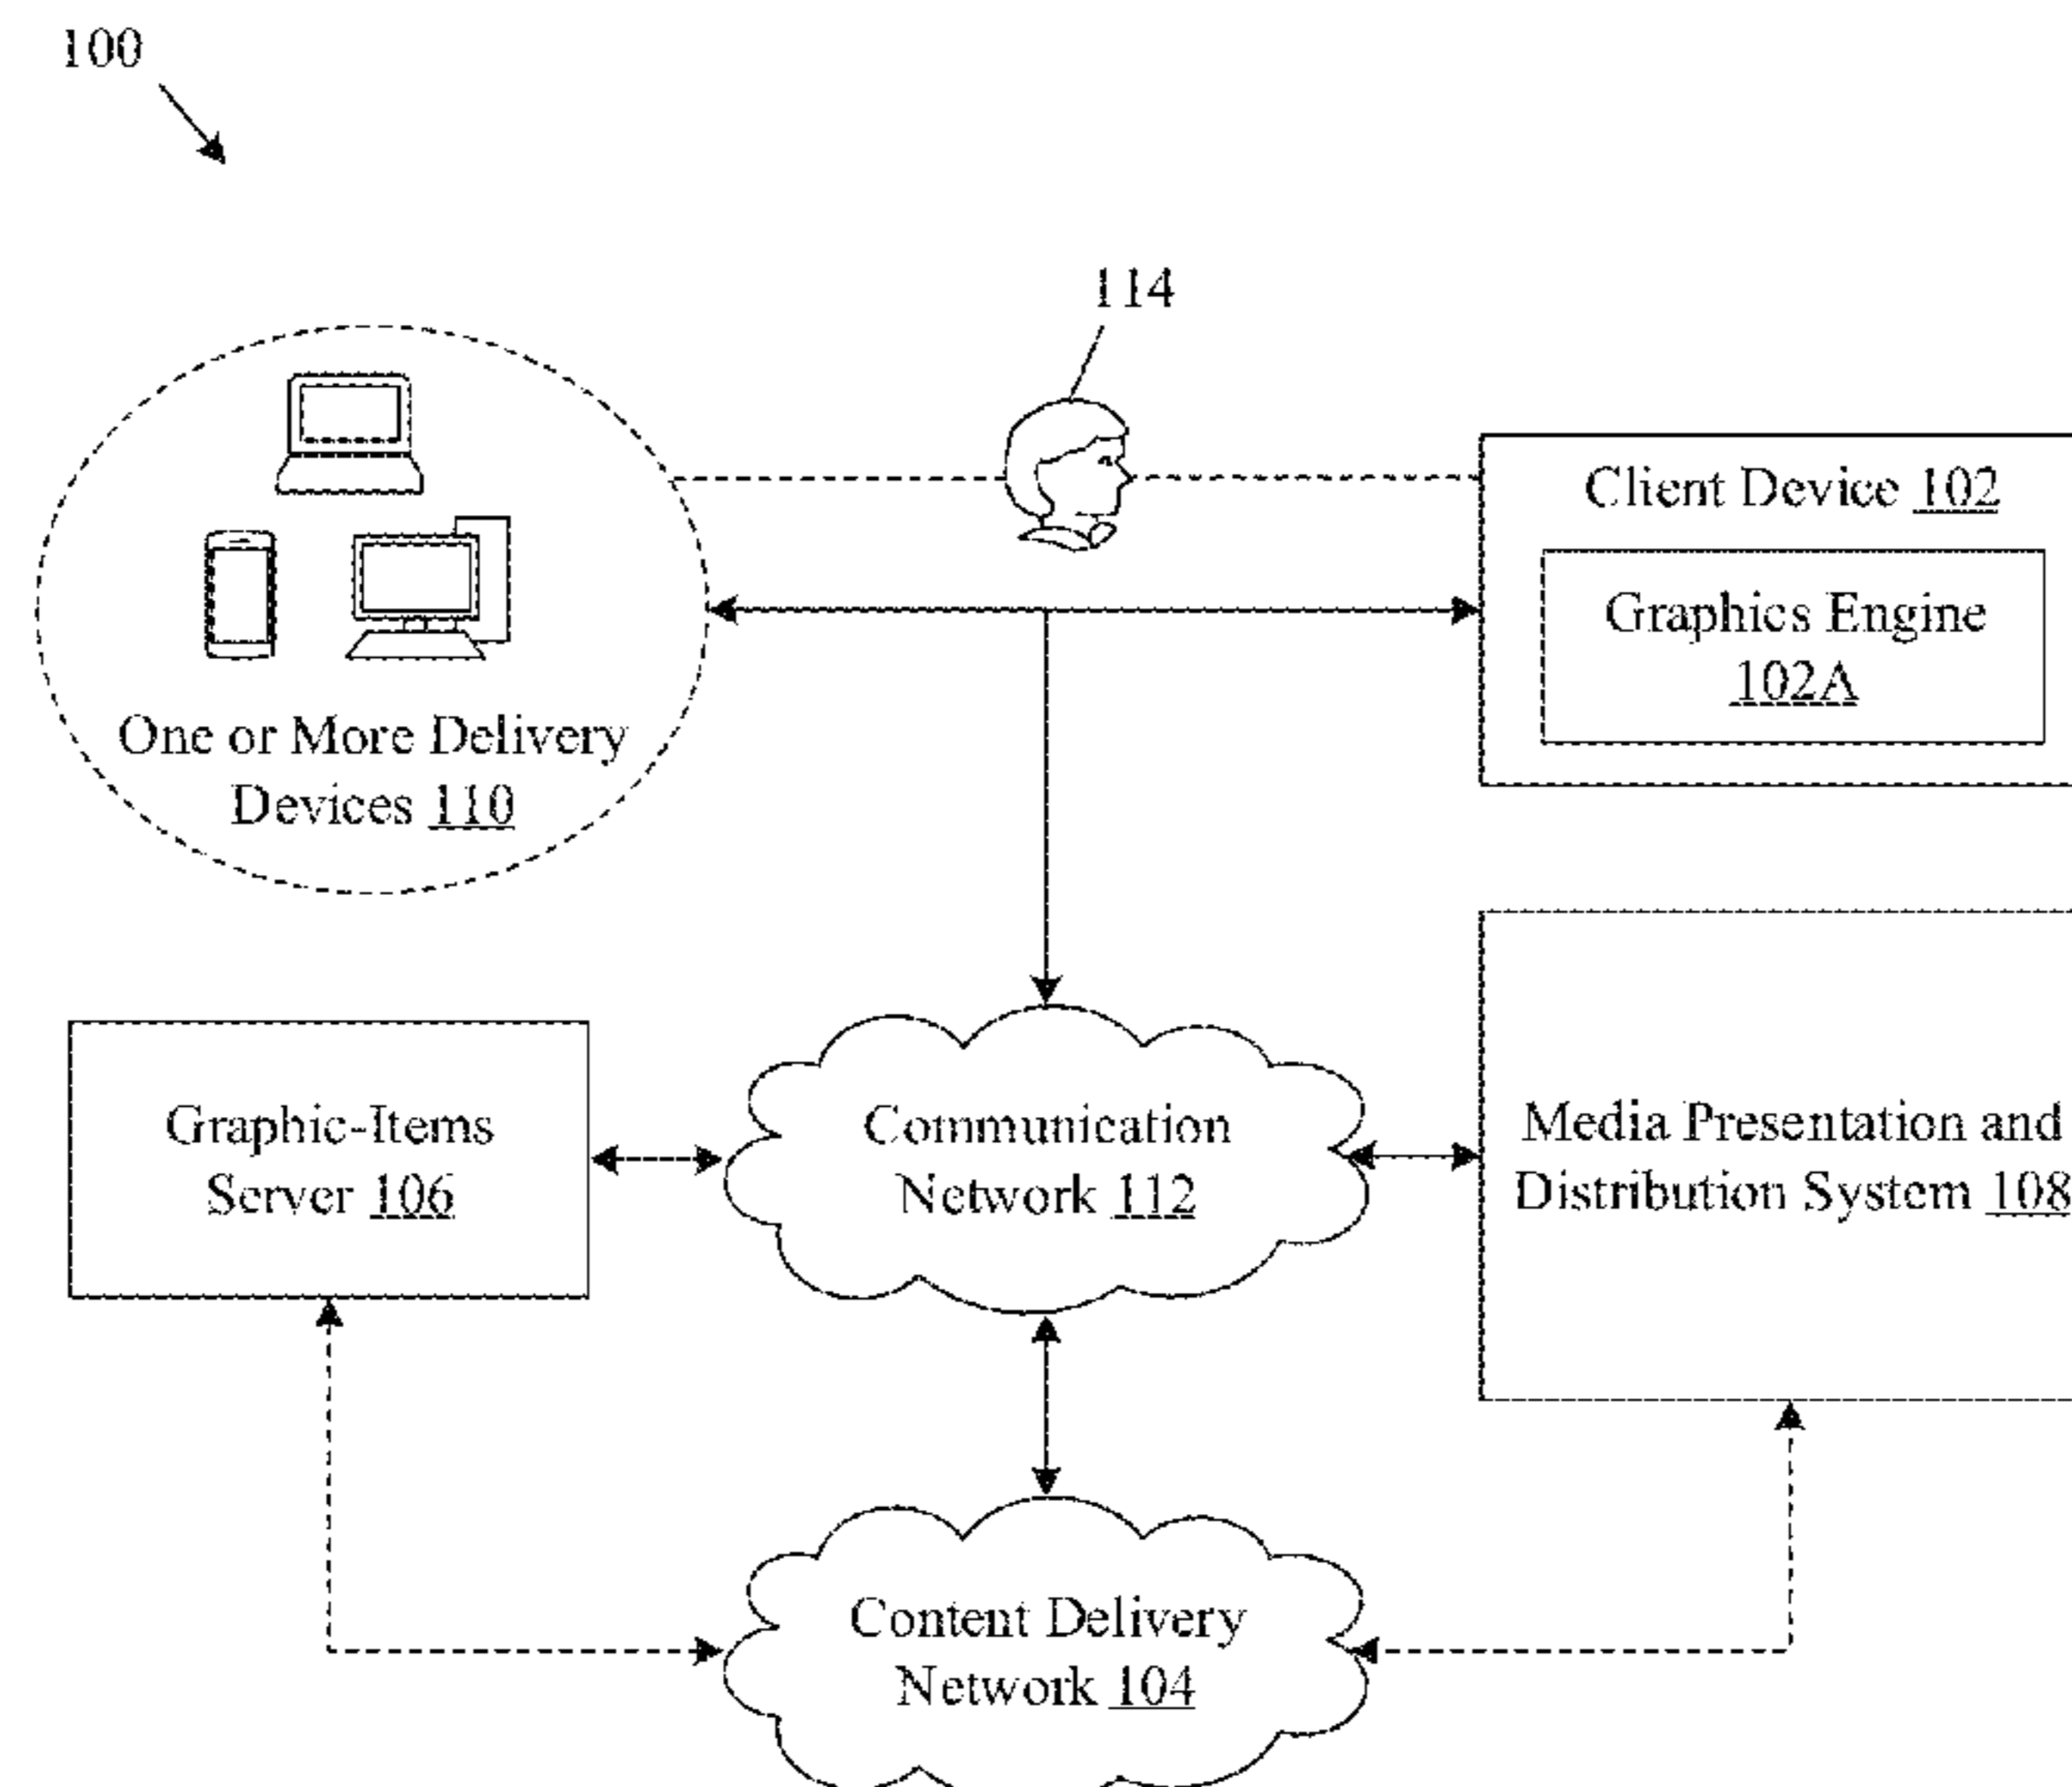 100
114
Client Device 102
Graphics Engine
102A
One or More Delivery
Devices 110
Graphic-Items
Server 106
Communication
Network 112
Media Presentation and
Distribution System 108
Content Delivery
Network 104